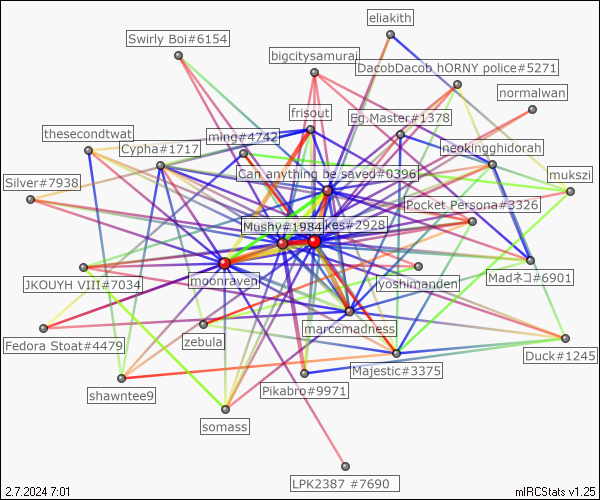 eliakith
Swirly Boi#6154
bigcitysamurai
DacobDacob hORNY police#5271
normalwan
frisout
Eg.Master#1378
thesecondtwat
ming#4742
Cypha#1717
neokingghidorah
Can anything be saved#0396
mukszi
Silver#7938
Pocket Persona#3326
Mushy#1984
kes#2928
JKOUYH VIII#7034
moonraven
yoshimanden
Madネコ#6901
marcemadness
Fedora Stoat#4479
zebula
Duck#1245
Majestic#3375
shawntee9
Pikabro#9971
somass
LPK2387 #7690
2.7.2024 7:01
mIRCStats v1.25